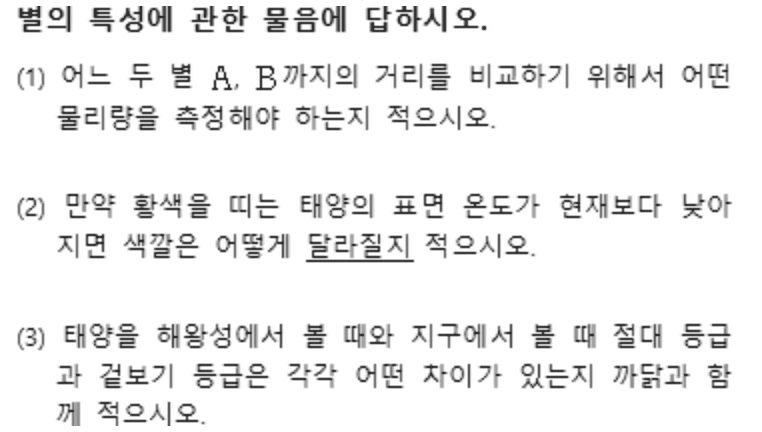 별의 특성에 관한 물음에 답하시오.
(1) 어느 두 별 A, B까지의 거리를 비교하기 위해서 어떤
물리량을 측정해야 하는지 적으시오.
(2) 만약 황색을 띠는 태양의 표면 온도가 현재보다 낮아
지면 색깔은 어떻게 달라질지 적으시오.
(3) 태양을 해왕성에서 볼 때와 지구에서 볼 때 절대 등급
과 겉보기 등급은 각각 어떤 차이가 있는지 까닭과 함
께 적으시오.